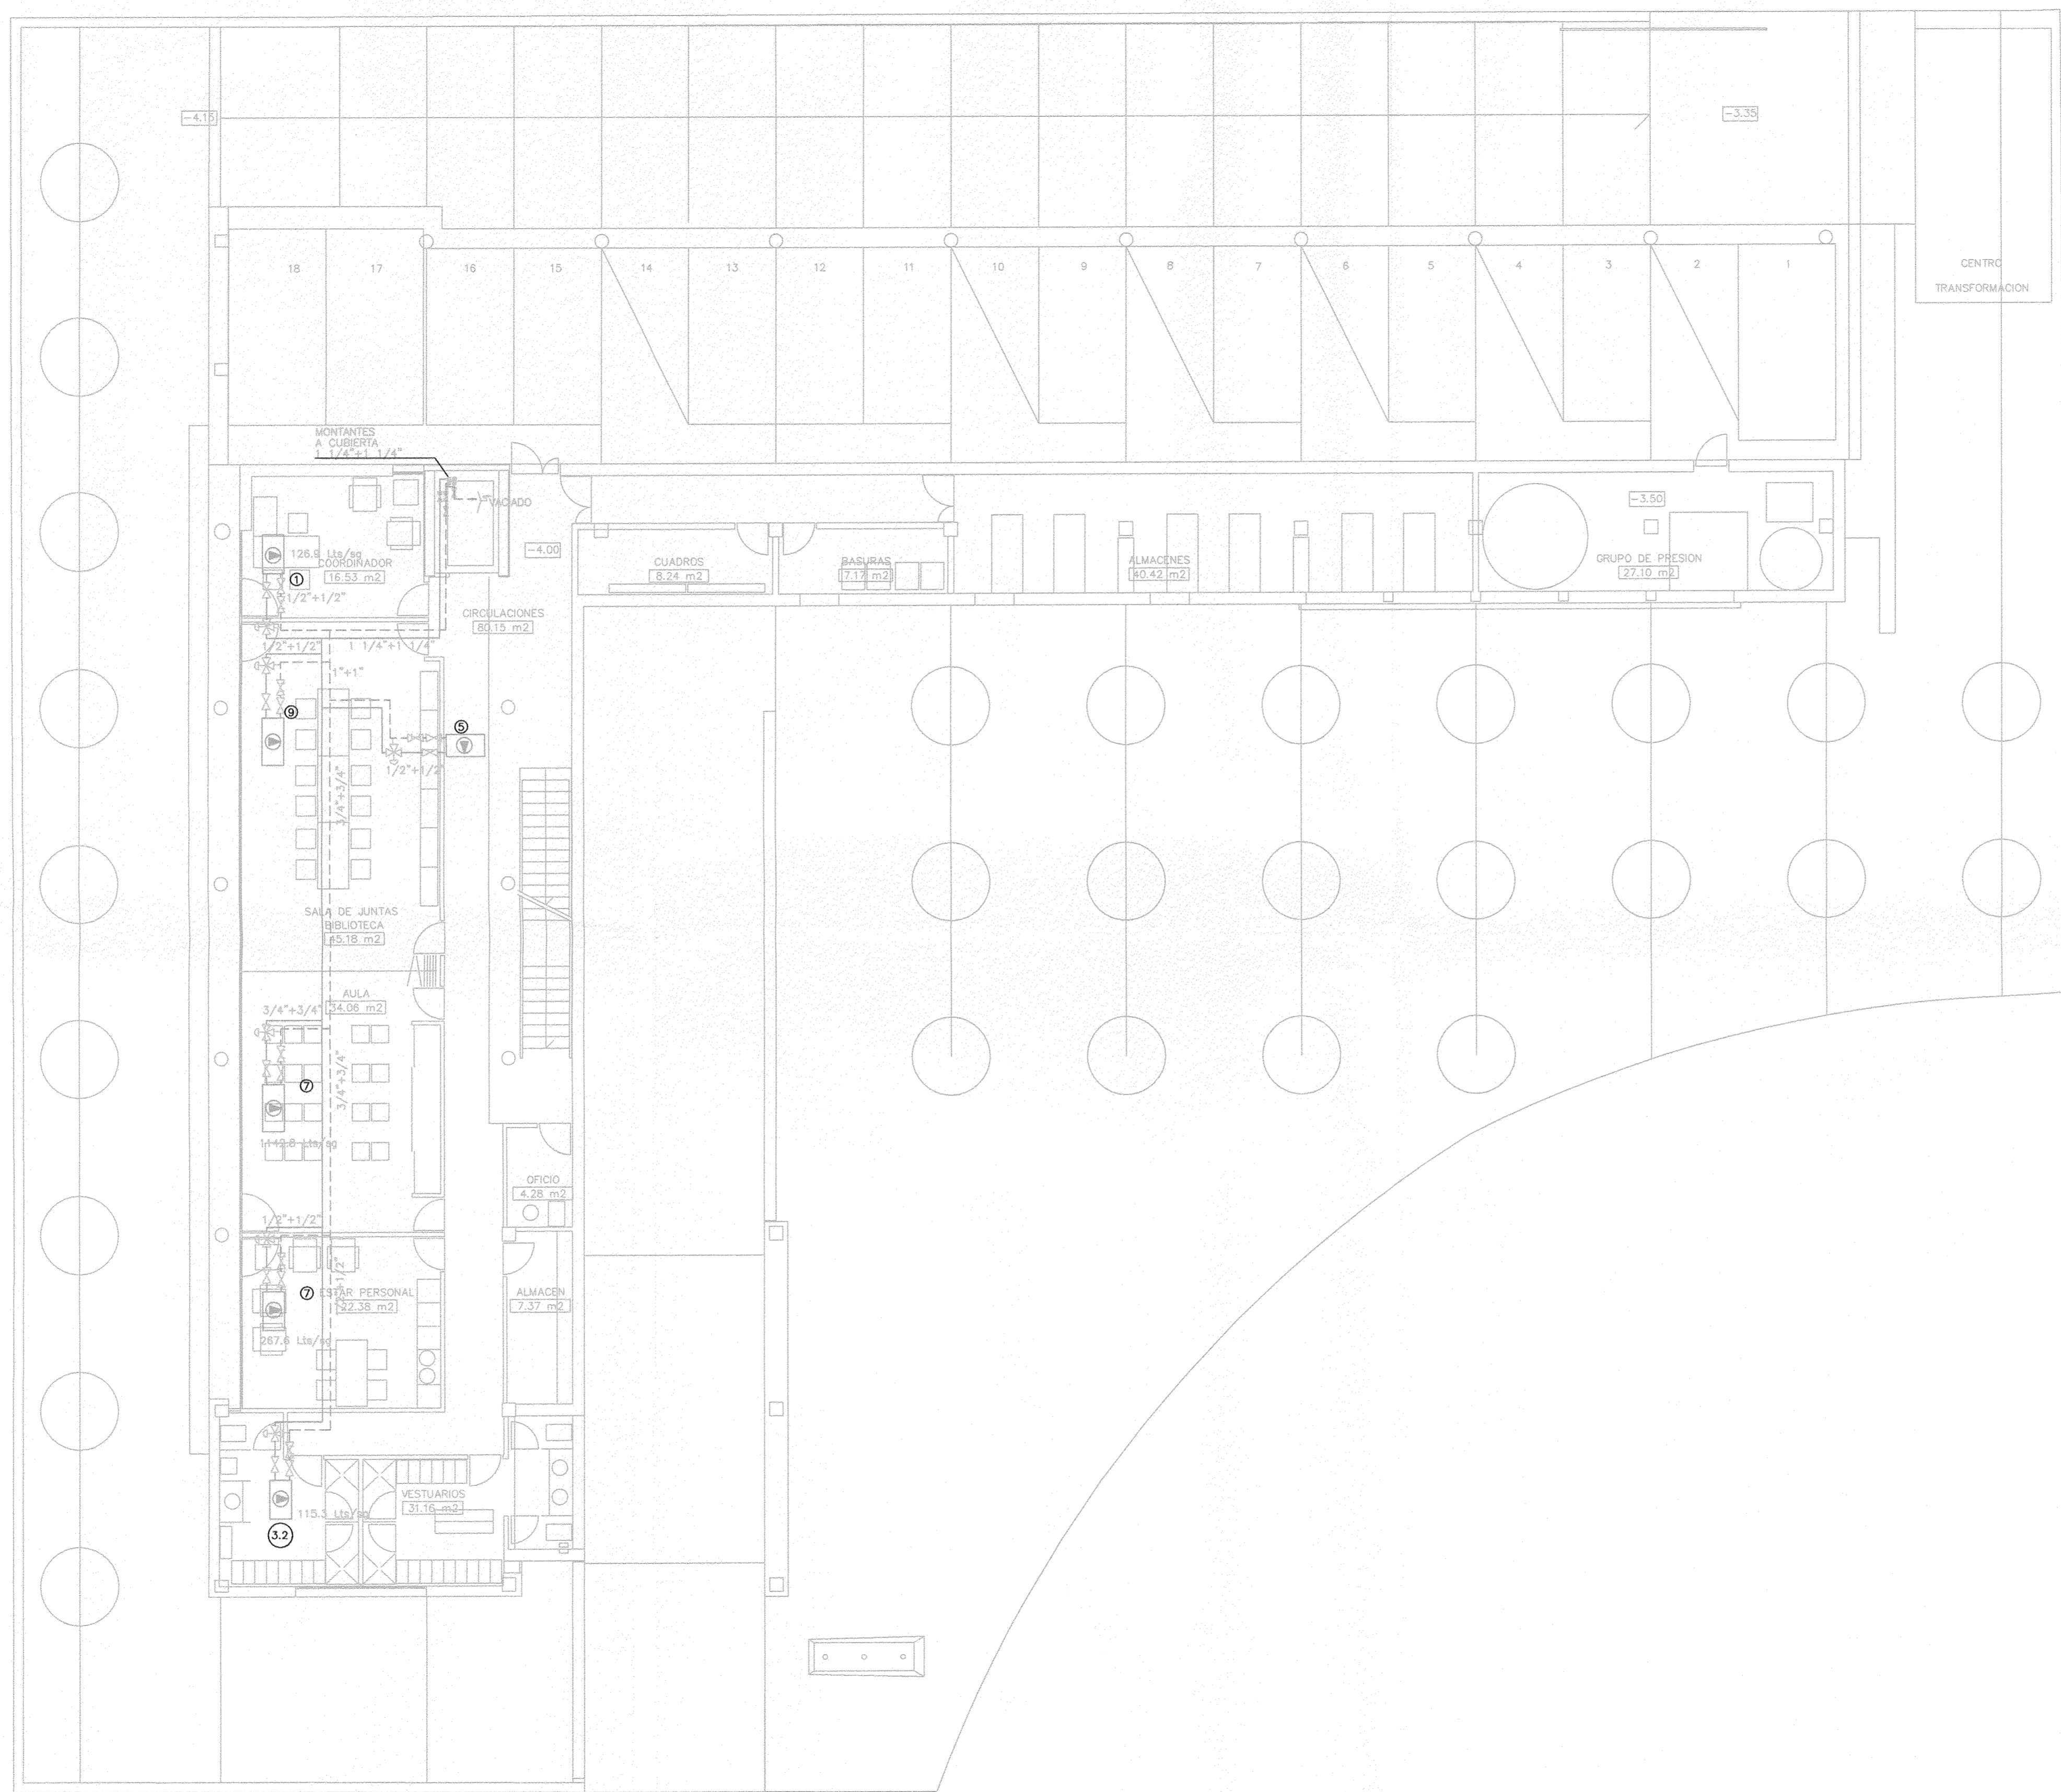 -4.15
-3.35
18
17
16
15
14
13
12
11
10
9
8
7
6
5
4
3
2
1
CENTRO
TRANSFORMACION
MONTANTES
A CUBIERTA
1 1/4"+1 1/4"
VACIADO
-3.50
-4.00
126.9 Lts/sg
COORDINADOR
16.53 m2
1
1/2"+1/2"
CUADROS
8.24 m2
BASURAS
7.17 m2
ALMACENES
40.42 m2
GRUPO DE PRESION
27.10 m2
CIRCULACIONES
80.15 m2
1/2"+1/2"
1 1/4"+1 1/4"
1"+1"
9
5
1/2"+1/2"
3/4"+3/4"
SALA DE JUNTAS
BIBLIOTECA
45.18 m2
AULA
34.06 m2
3/4"+3/4"
3/4"+3/4"
7
1142.8 Lts/sg
OFICIO
4.28 m2
1/2"+1/2"
7
ESTAR PERSONAL
22.38 m2
1/2"+1/2"
ALMACEN
7.37 m2
267.6 Lts/sg
VESTUARIOS
31.16 m2
115.3 Lts/sg
3.2